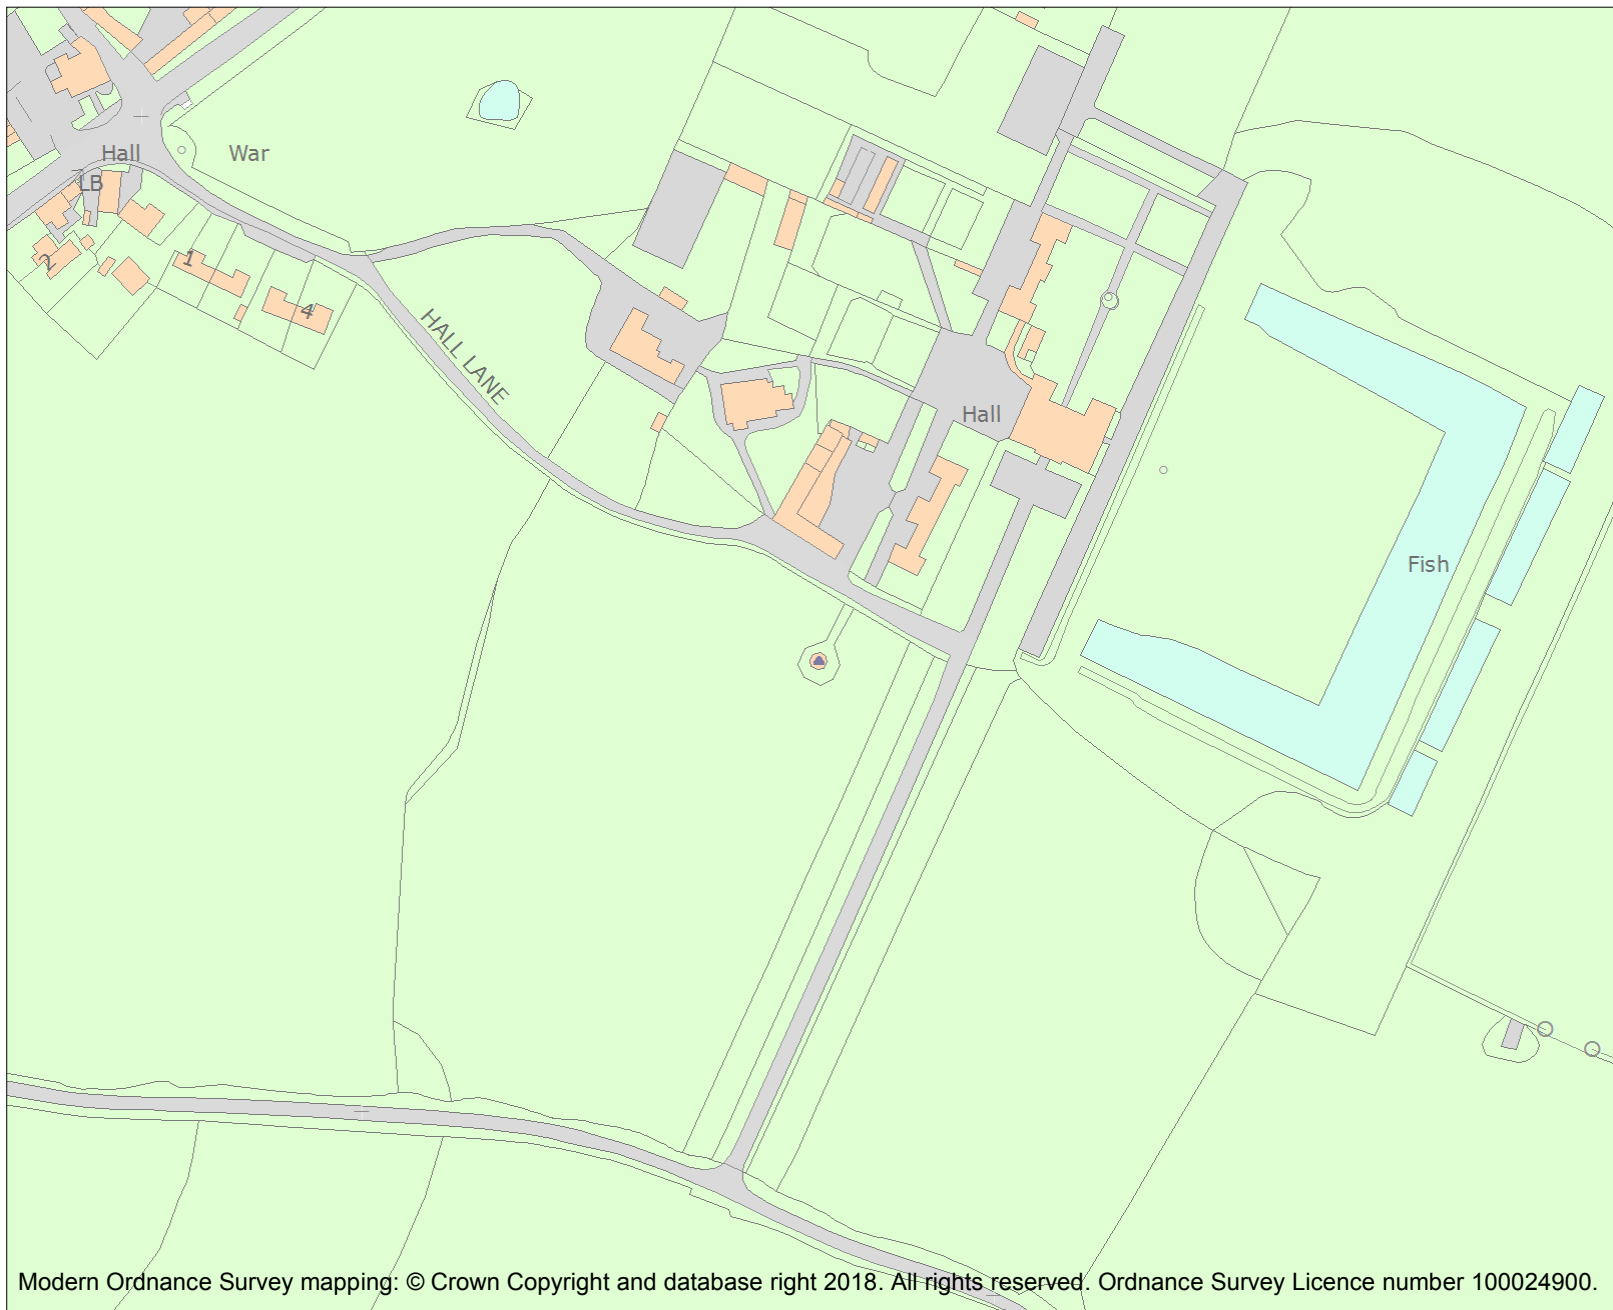 Hall
War
LB
2
1
4
HALL LANE
Hall
Fish
Modern Ordnance Survey mapping: © Crown Copyright and database right 2018. All rights reserved. Ordnance Survey Licence number 100024900.